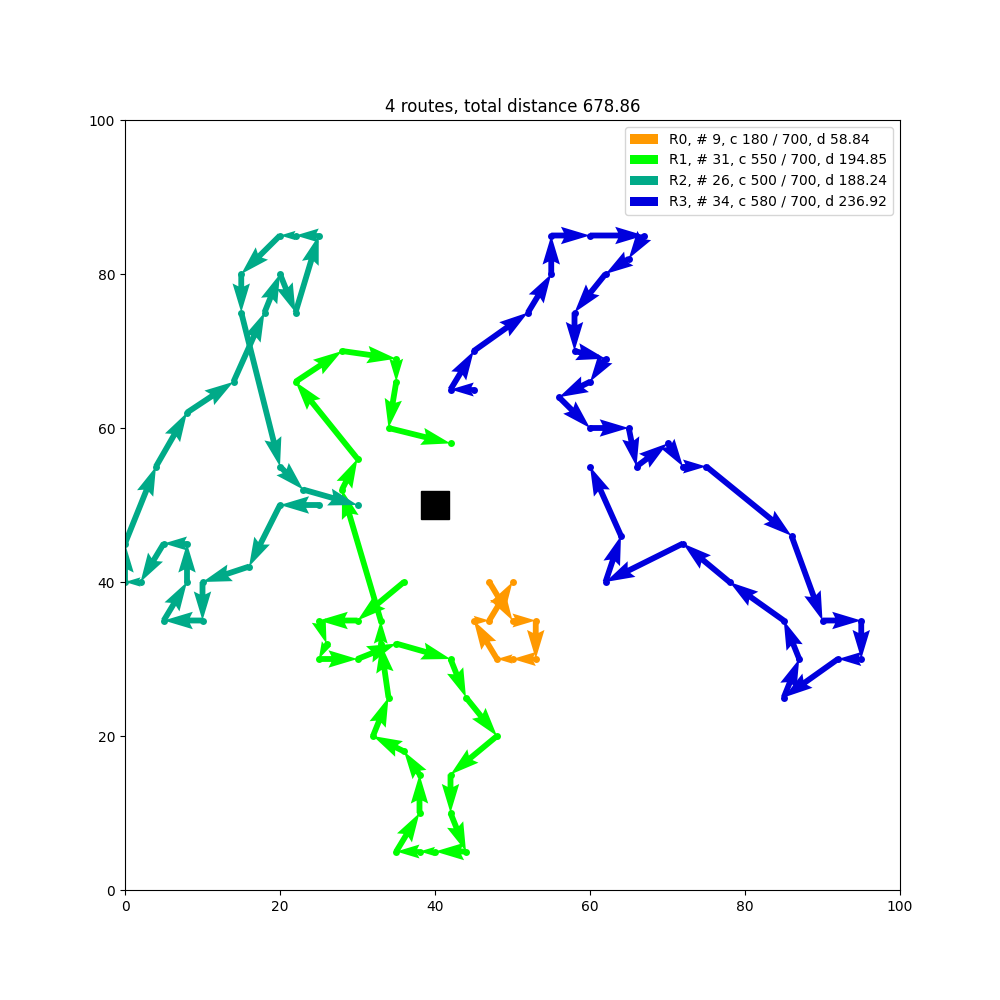 4 routes, total distance 678.86
R0, # 9, c 180 / 700, d 58.84
R1, # 31, c 550 / 700, d 194.85
R2, # 26, c 500 / 700, d 188.24
R3, # 34, c 580 / 700, d 236.92
100
80
60
40
20
0
0 20 40 60 80 100